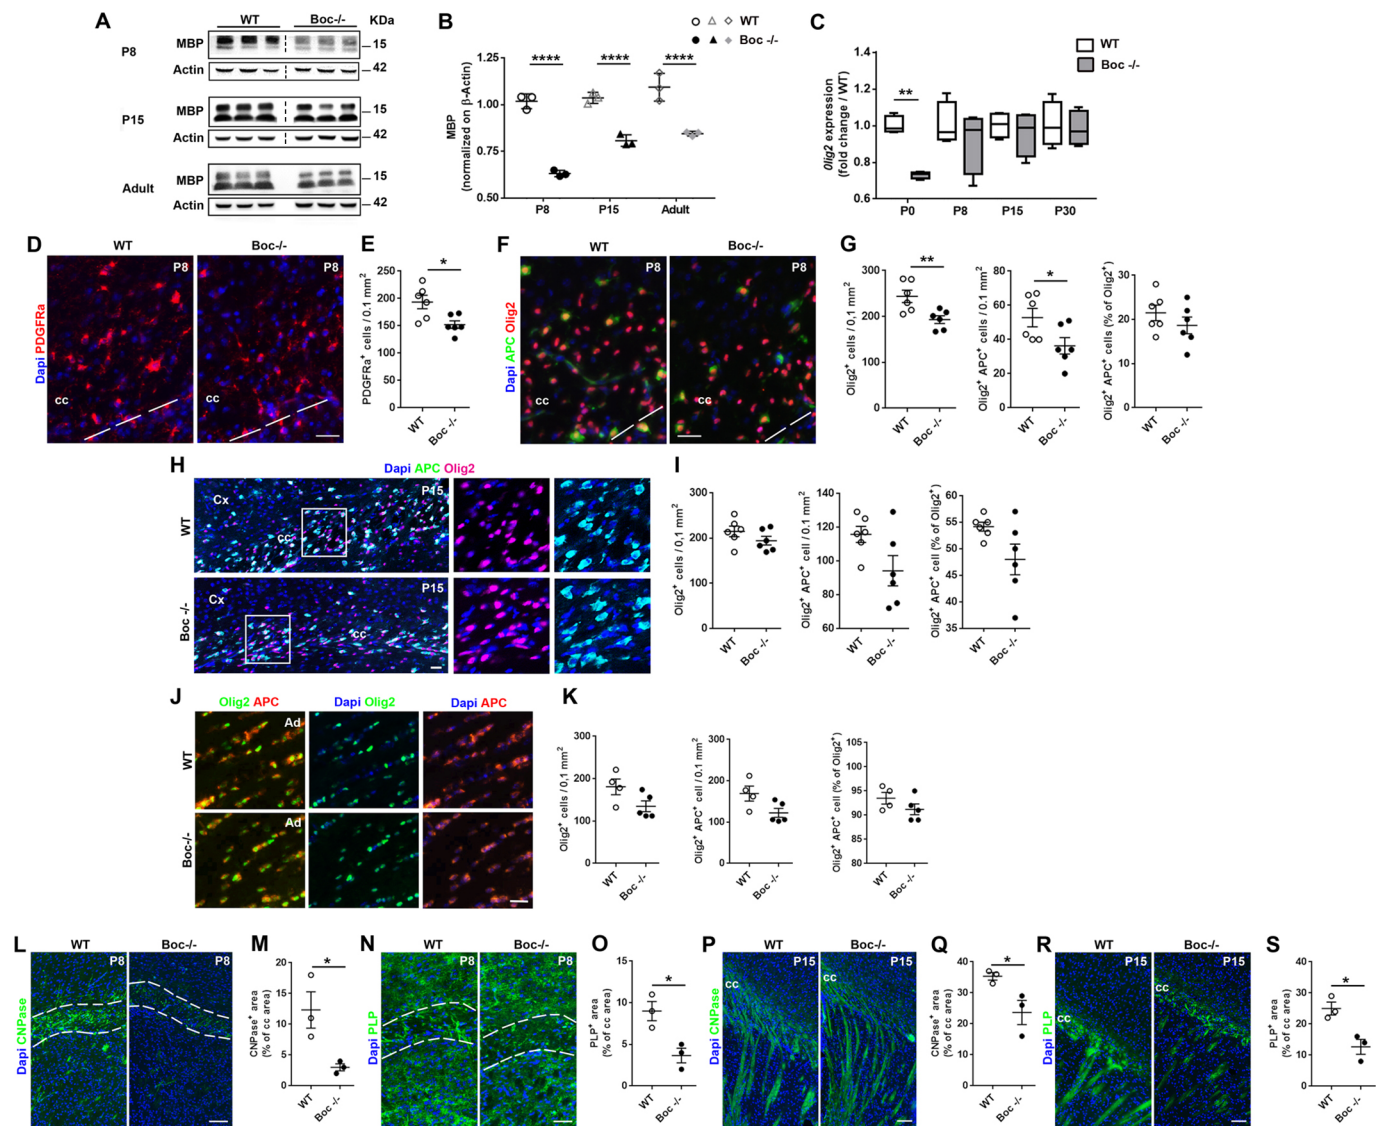 A
WT
Boc-/-
KDa
P8
MBP
15
Actin
42
P15
MBP
15
Actin
42
Adult
MBP
15
Actin
42
B
WT
Boc -/-
MBP
(normalized on β-Actin)
1.25
1.00
0.75
0.50
****
****
****
P8
P15
Adult
C
WT
Boc -/-
Olig2 expression
(fold change / WT)
1.4
1.2
1.0
0.8
0.6
**
P0
P8
P15
P30
D
WT
Boc-/-
Dapi PDGFRa
P8
P8
cc
cc
E
PDGFRa⁺ cells / 0.1 mm²
250
200
150
100
50
0
*
WT
Boc -/-
F
WT
Boc-/-
Dapi APC Olig2
P8
P8
cc
cc
G
Olig2⁺ cells / 0,1 mm²
300
200
100
0
**
WT
Boc -/-
Olig2⁺ APC⁺ cells / 0.1 mm²
100
80
60
40
20
0
*
WT
Boc -/-
Olig2⁺ APC⁺ cells (% of Olig2⁺)
30
20
10
0
WT
Boc -/-
H
Dapi APC Olig2
WT
Cx
cc
P15
Boc -/-
Cx
cc
P15
I
Olig2⁺ cells / 0,1 mm²
300
200
100
0
WT
Boc -/-
Olig2⁺ APC⁺ cell / 0.1 mm²
140
120
100
80
60
WT
Boc -/-
Olig2⁺ APC⁺ cell (% of Olig2⁺)
60
55
50
45
40
35
WT
Boc -/-
J
Olig2 APC
Dapi Olig2
Dapi APC
WT
Ad
Boc-/-
Ad
K
Olig2⁺ cells / 0,1 mm²
300
200
100
0
WT
Boc -/-
Olig2⁺ APC⁺ cell / 0.1 mm²
300
200
100
0
WT
Boc -/-
Olig2⁺ APC⁺ cell (% of Olig2⁺)
105
100
95
90
85
80
WT
Boc -/-
L
WT
Boc-/-
Dapi CNPase
P8
P8
M
CNPase⁺ area
(% of cc area)
20
15
10
5
0
*
WT
Boc -/-
N
WT
Boc-/-
Dapi PLP
P8
P8
O
PLP⁺ area
(% of cc area)
15
10
5
0
*
WT
Boc -/-
P
WT
Boc-/-
Dapi CNPase
P15
P15
cc
cc
Q
CNPase⁺ area
(% of cc area)
40
30
20
10
0
*
WT
Boc -/-
R
WT
Boc-/-
Dapi PLP
P15
P15
cc
cc
S
PLP⁺ area
(% of cc area)
40
30
20
10
0
*
WT
Boc -/-